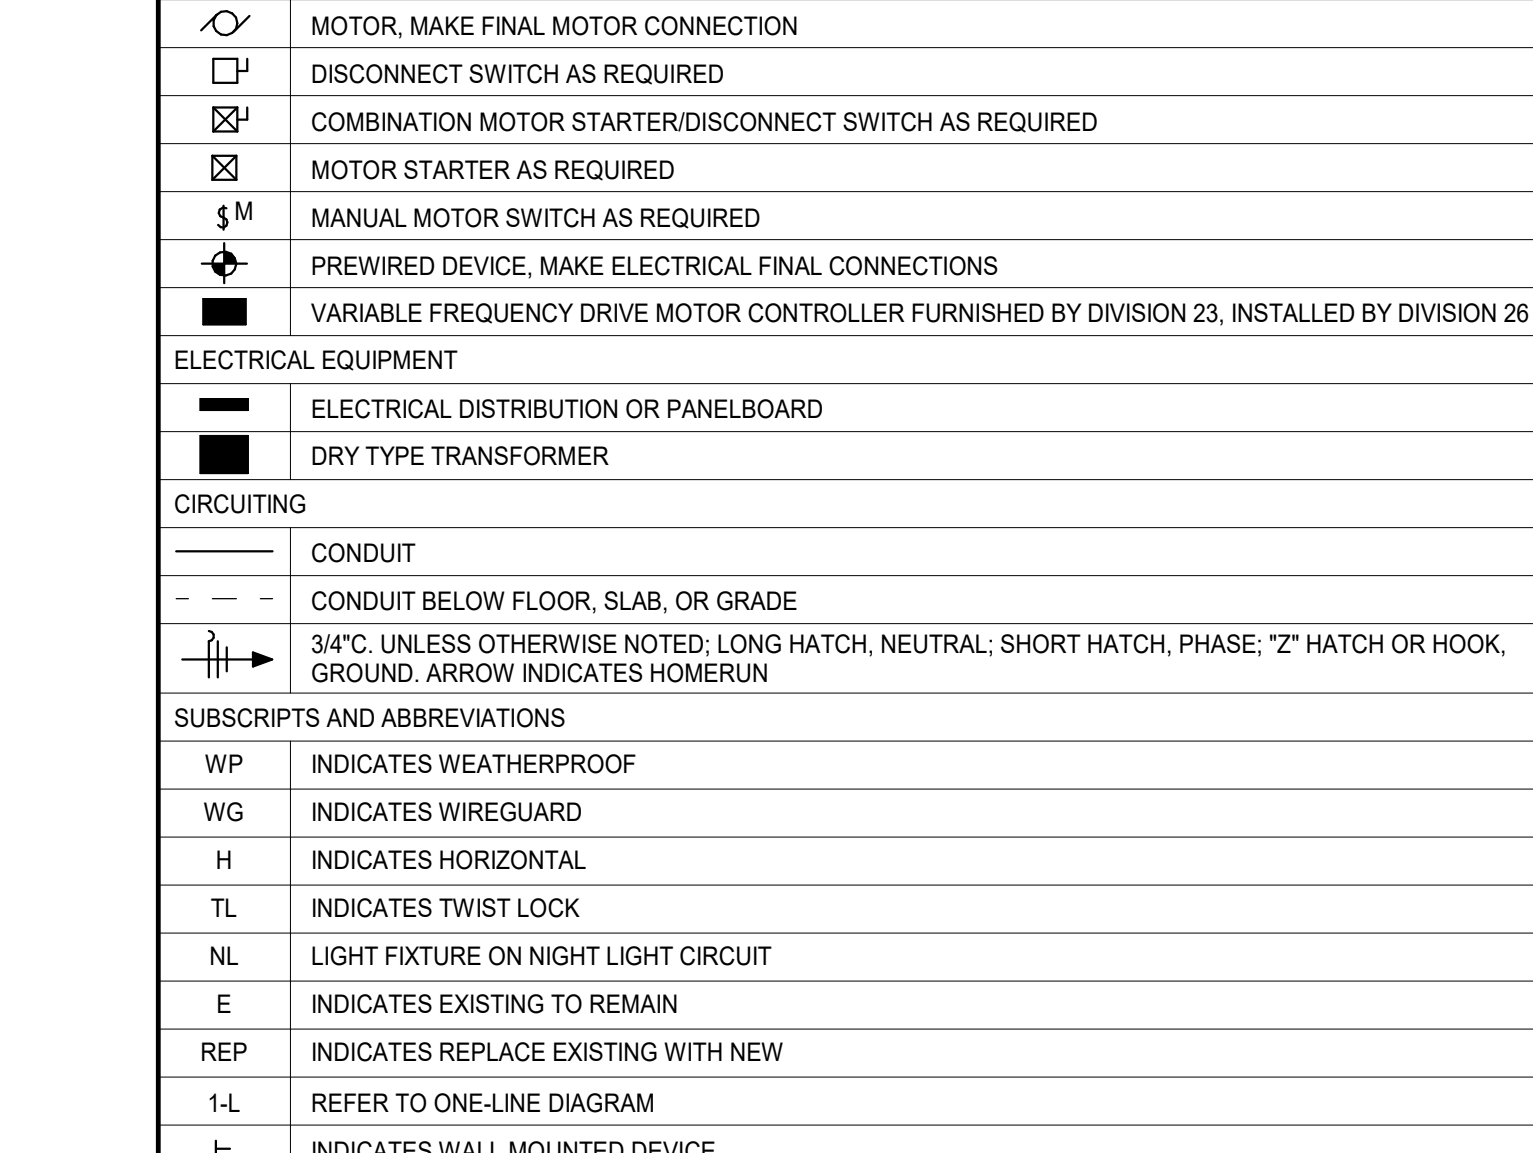 MOTOR, MAKE FINAL MOTOR CONNECTION
DISCONNECT SWITCH AS REQUIRED
COMBINATION MOTOR STARTER/DISCONNECT SWITCH AS REQUIRED
MOTOR STARTER AS REQUIRED
$M MANUAL MOTOR SWITCH AS REQUIRED
PREWIRED DEVICE, MAKE ELECTRICAL FINAL CONNECTIONS
VARIABLE FREQUENCY DRIVE MOTOR CONTROLLER FURNISHED BY DIVISION 23, INSTALLED BY DIVISION 26
ELECTRICAL EQUIPMENT
ELECTRICAL DISTRIBUTION OR PANELBOARD
DRY TYPE TRANSFORMER
CIRCUITING
CONDUIT
CONDUIT BELOW FLOOR, SLAB, OR GRADE
3/4"C. UNLESS OTHERWISE NOTED; LONG HATCH, NEUTRAL; SHORT HATCH, PHASE; "Z" HATCH OR HOOK,
GROUND. ARROW INDICATES HOMERUN
SUBSCRIPTS AND ABBREVIATIONS
WP INDICATES WEATHERPROOF
WG INDICATES WIREGUARD
H INDICATES HORIZONTAL
TL INDICATES TWIST LOCK
NL LIGHT FIXTURE ON NIGHT LIGHT CIRCUIT
E INDICATES EXISTING TO REMAIN
REP INDICATES REPLACE EXISTING WITH NEW
1-L REFER TO ONE-LINE DIAGRAM
INDICATES WALL MOUNTED DEVICE